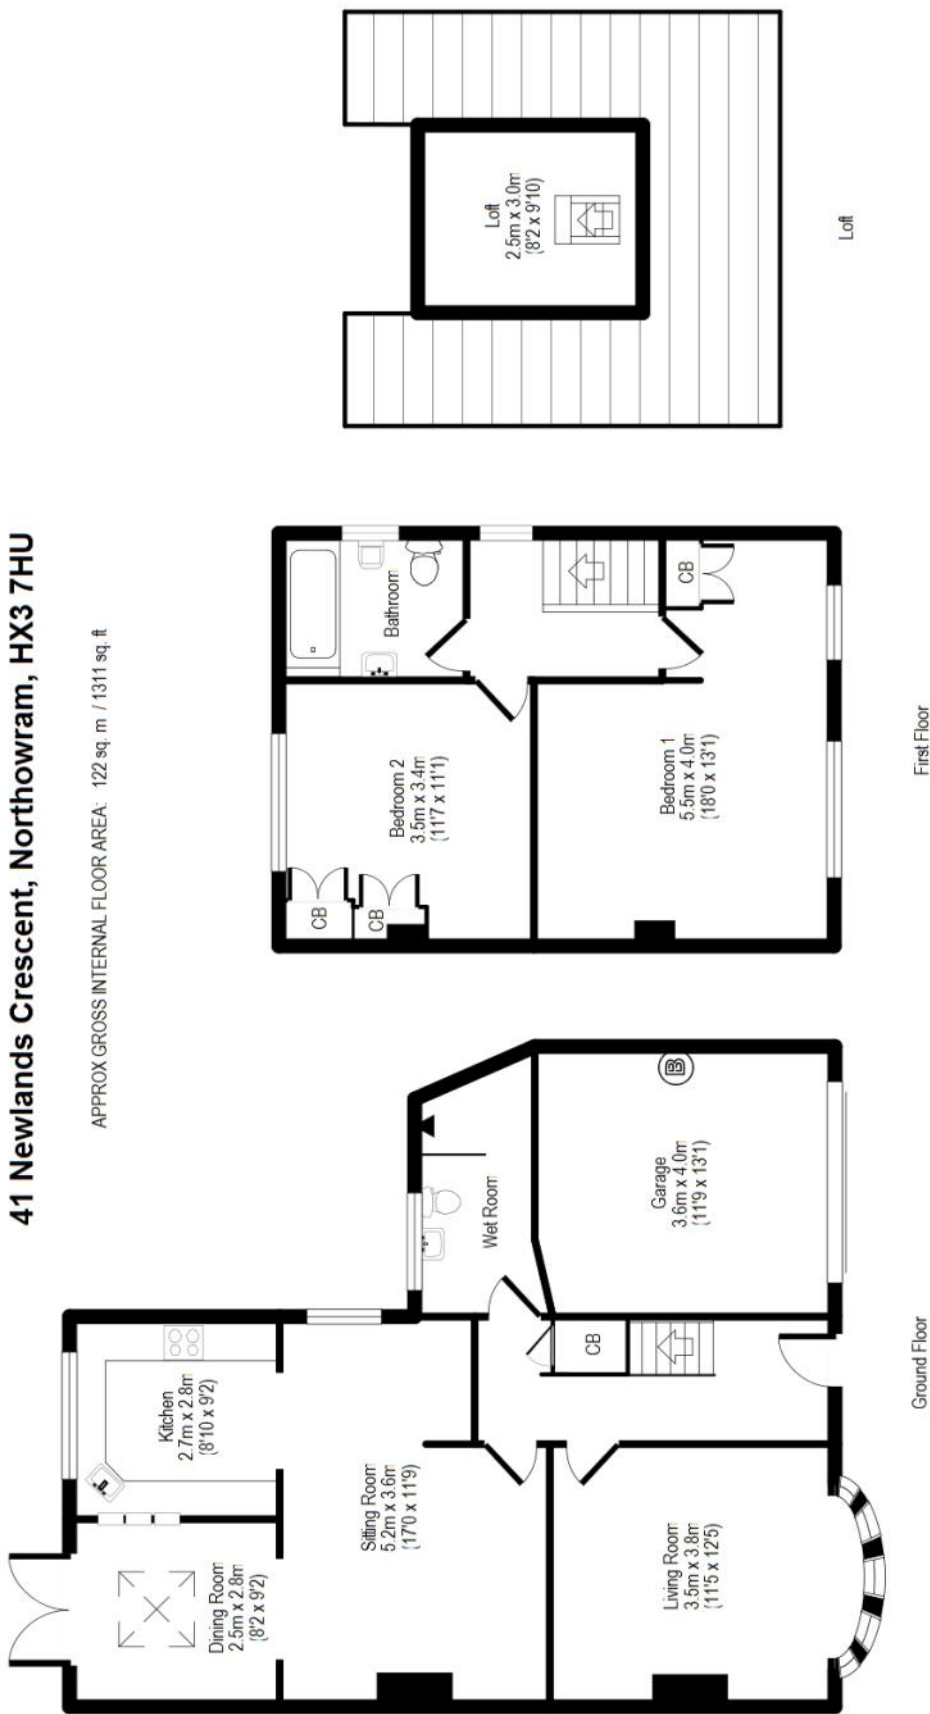 41 Newlands Crescent, Northowram, HX3 7HU
APPROX GROSS INTERNAL FLOOR AREA: 122 sq. m / 1311 sq. ft
Dining Room
2.5m x 2.8m
(8'2 x 9'2)
Kitchen
2.7m x 2.8m
(8'10 x 9'2)
Sitting Room
5.2m x 3.6m
(17'0 x 11'9)
Living Room
3.5m x 3.8m
(11'5 x 12'5)
CB
Wet Room
Garage
3.6m x 4.0m
(11'9 x 13'1)
B
Ground Floor
CB
CB
Bedroom 2
3.5m x 3.4m
(11'7 x 11'1)
Bathroom
Bedroom 1
5.5m x 4.0m
(18'0 x 13'1)
CB
First Floor
Loft
2.5m x 3.0m
(8'2 x 9'10)
Loft